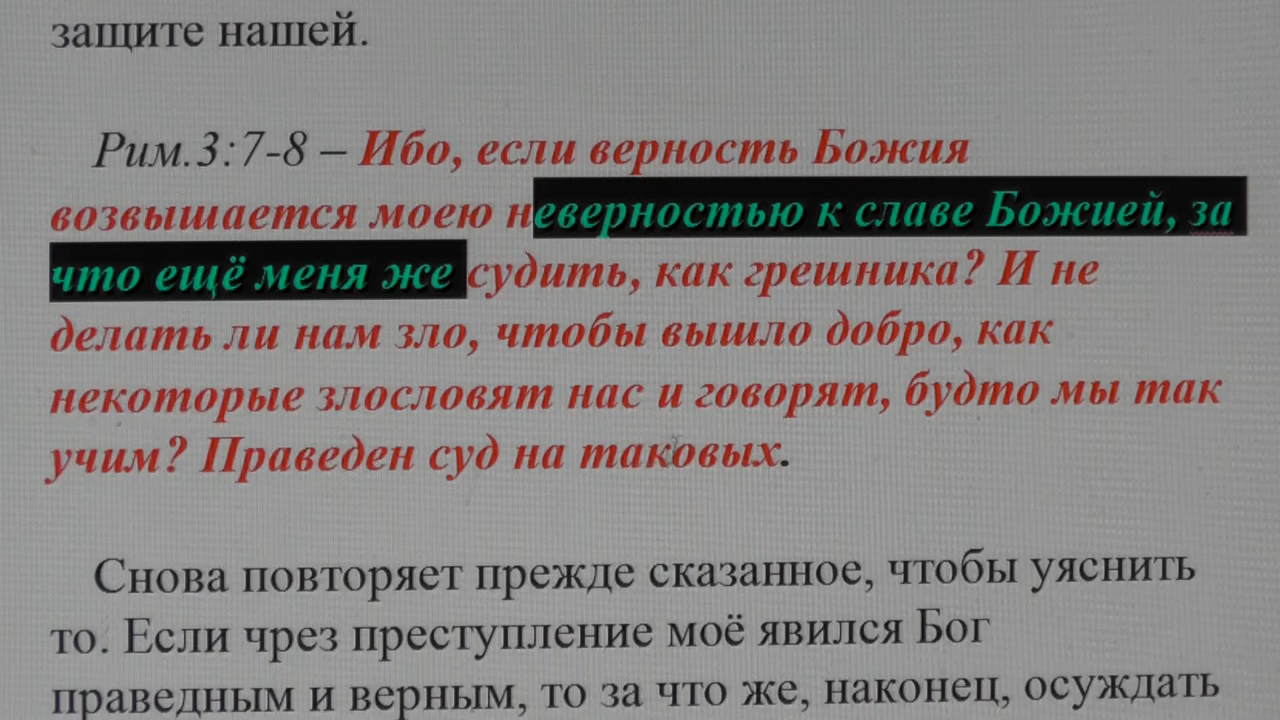 защите нашей.
Рим.3:7-8 – Ибо, если верность Божия
возвышается моею неверностью к славе Божией, за
что ещё меня же судить, как грешника? И не
делать ли нам зло, чтобы вышло добро, как
некоторые злословят нас и говорят, будто мы так
учим? Праведен суд на таковых.
Снова повторяет прежде сказанное, чтобы уяснить
то. Если чрез преступление моё явился Бог
праведным и верным, то за что же, наконец, осуждать